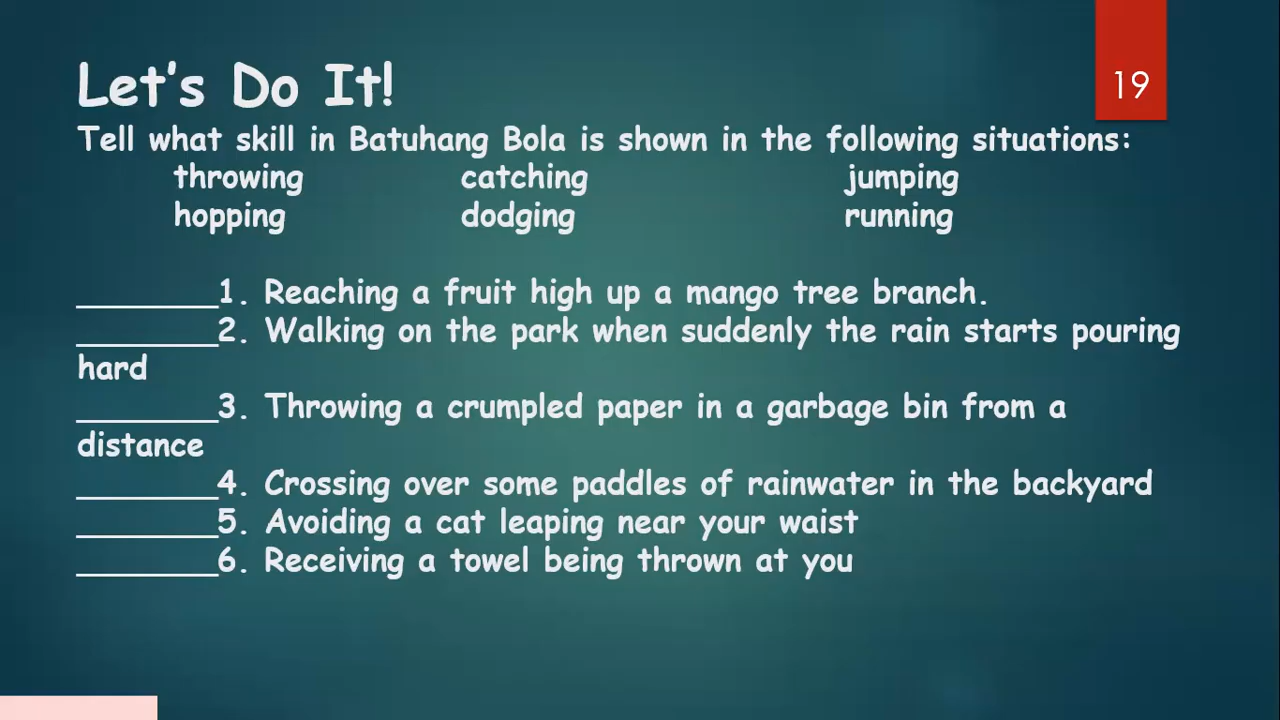 Let's Do It!
19
Tell what skill in Batuhang Bola is shown in the following situations:
throwing catching jumping
hopping dodging running
________1. Reaching a fruit high up a mango tree branch.
________2. Walking on the park when suddenly the rain starts pouring
hard
________3. Throwing a crumpled paper in a garbage bin from a
distance
________4. Crossing over some paddles of rainwater in the backyard
________5. Avoiding a cat leaping near your waist
________6. Receiving a towel being thrown at you